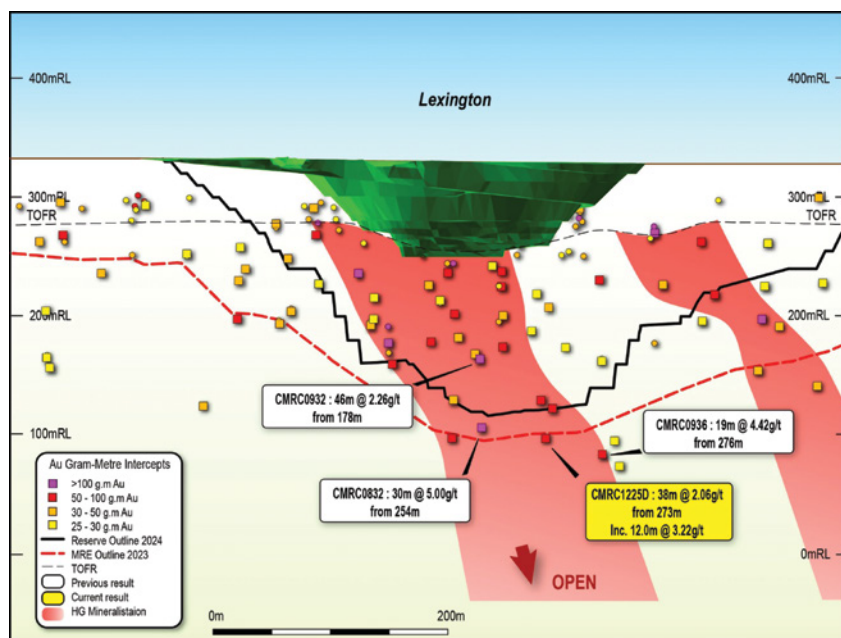 Lexington
400mRL
400mRL
300mRL
TOFR
300mRL
TOFR
200mRL
200mRL
CMRC0932 : 46m @ 2.26g/t
from 178m
100mRL
CMRC0936 : 19m @ 4.42g/t
from 276m
CMRC0832 : 30m @ 5.00g/t
from 254m
CMRC1225D : 38m @ 2.06g/t
from 273m
Inc. 12.0m @ 3.22g/t
0mRL
OPEN
Au Gram-Metre Intercepts
>100 g.m Au
50 - 100 g.m Au
30 - 50 g.m Au
25 - 30 g.m Au
Reserve Outline 2024
MRE Outline 2023
TOFR
Previous result
Current result
HG Mineralistaion
0m
200m